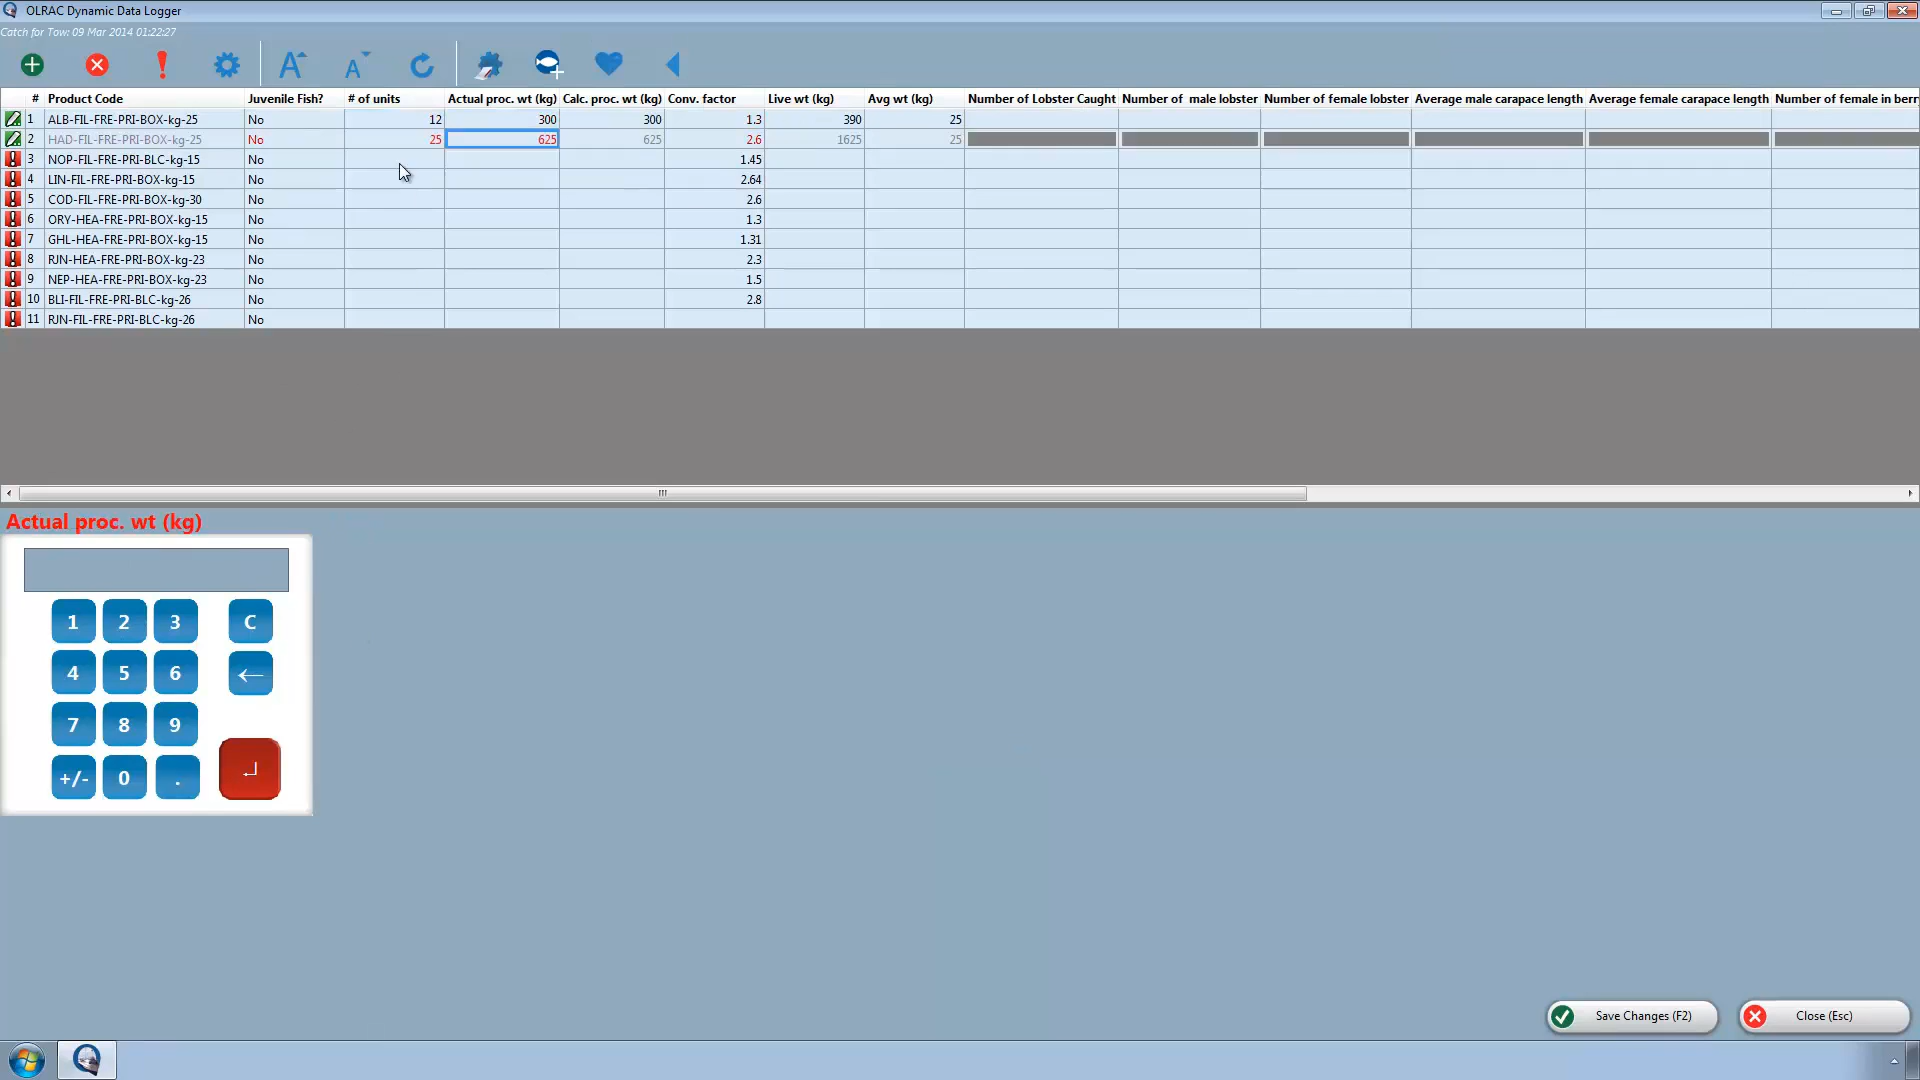 OLRAC Dynamic Data Logger
Catch for Tow: 09 Mar 2014 01:22:27
# Product Code Juvenile Fish? # of units Actual proc. wt (kg) Calc. proc. wt (kg) Conv. factor Live wt (kg) Avg wt (kg) Number of Lobster Caught Number of male lobster Number of female lobster Average male carapace length Average female carapace length Number of female in berr
1 ALB-FIL-FRE-PRI-BOX-kg-25 No 12 300 300 1.3 390 25
2 HAD-FIL-FRE-PRI-BOX-kg-25 No 25 625 625 2.6 1625 25
3 NOP-FIL-FRE-PRI-BLC-kg-15 No 1.45
4 LIN-FIL-FRE-PRI-BOX-kg-15 No 2.64
5 COD-FIL-FRE-PRI-BOX-kg-30 No 2.6
6 ORY-HEA-FRE-PRI-BOX-kg-15 No 1.3
7 GHL-HEA-FRE-PRI-BOX-kg-15 No 1.31
8 RJN-HEA-FRE-PRI-BOX-kg-23 No 2.3
9 NEP-HEA-FRE-PRI-BOX-kg-23 No 1.5
10 BLI-FIL-FRE-PRI-BLC-kg-26 No 2.8
11 RJN-FIL-FRE-PRI-BLC-kg-26 No
Actual proc. wt (kg)
1 2 3 C
4 5 6 ←
7 8 9
+/- 0 . ↵
Save Changes (F2) Close (Esc)